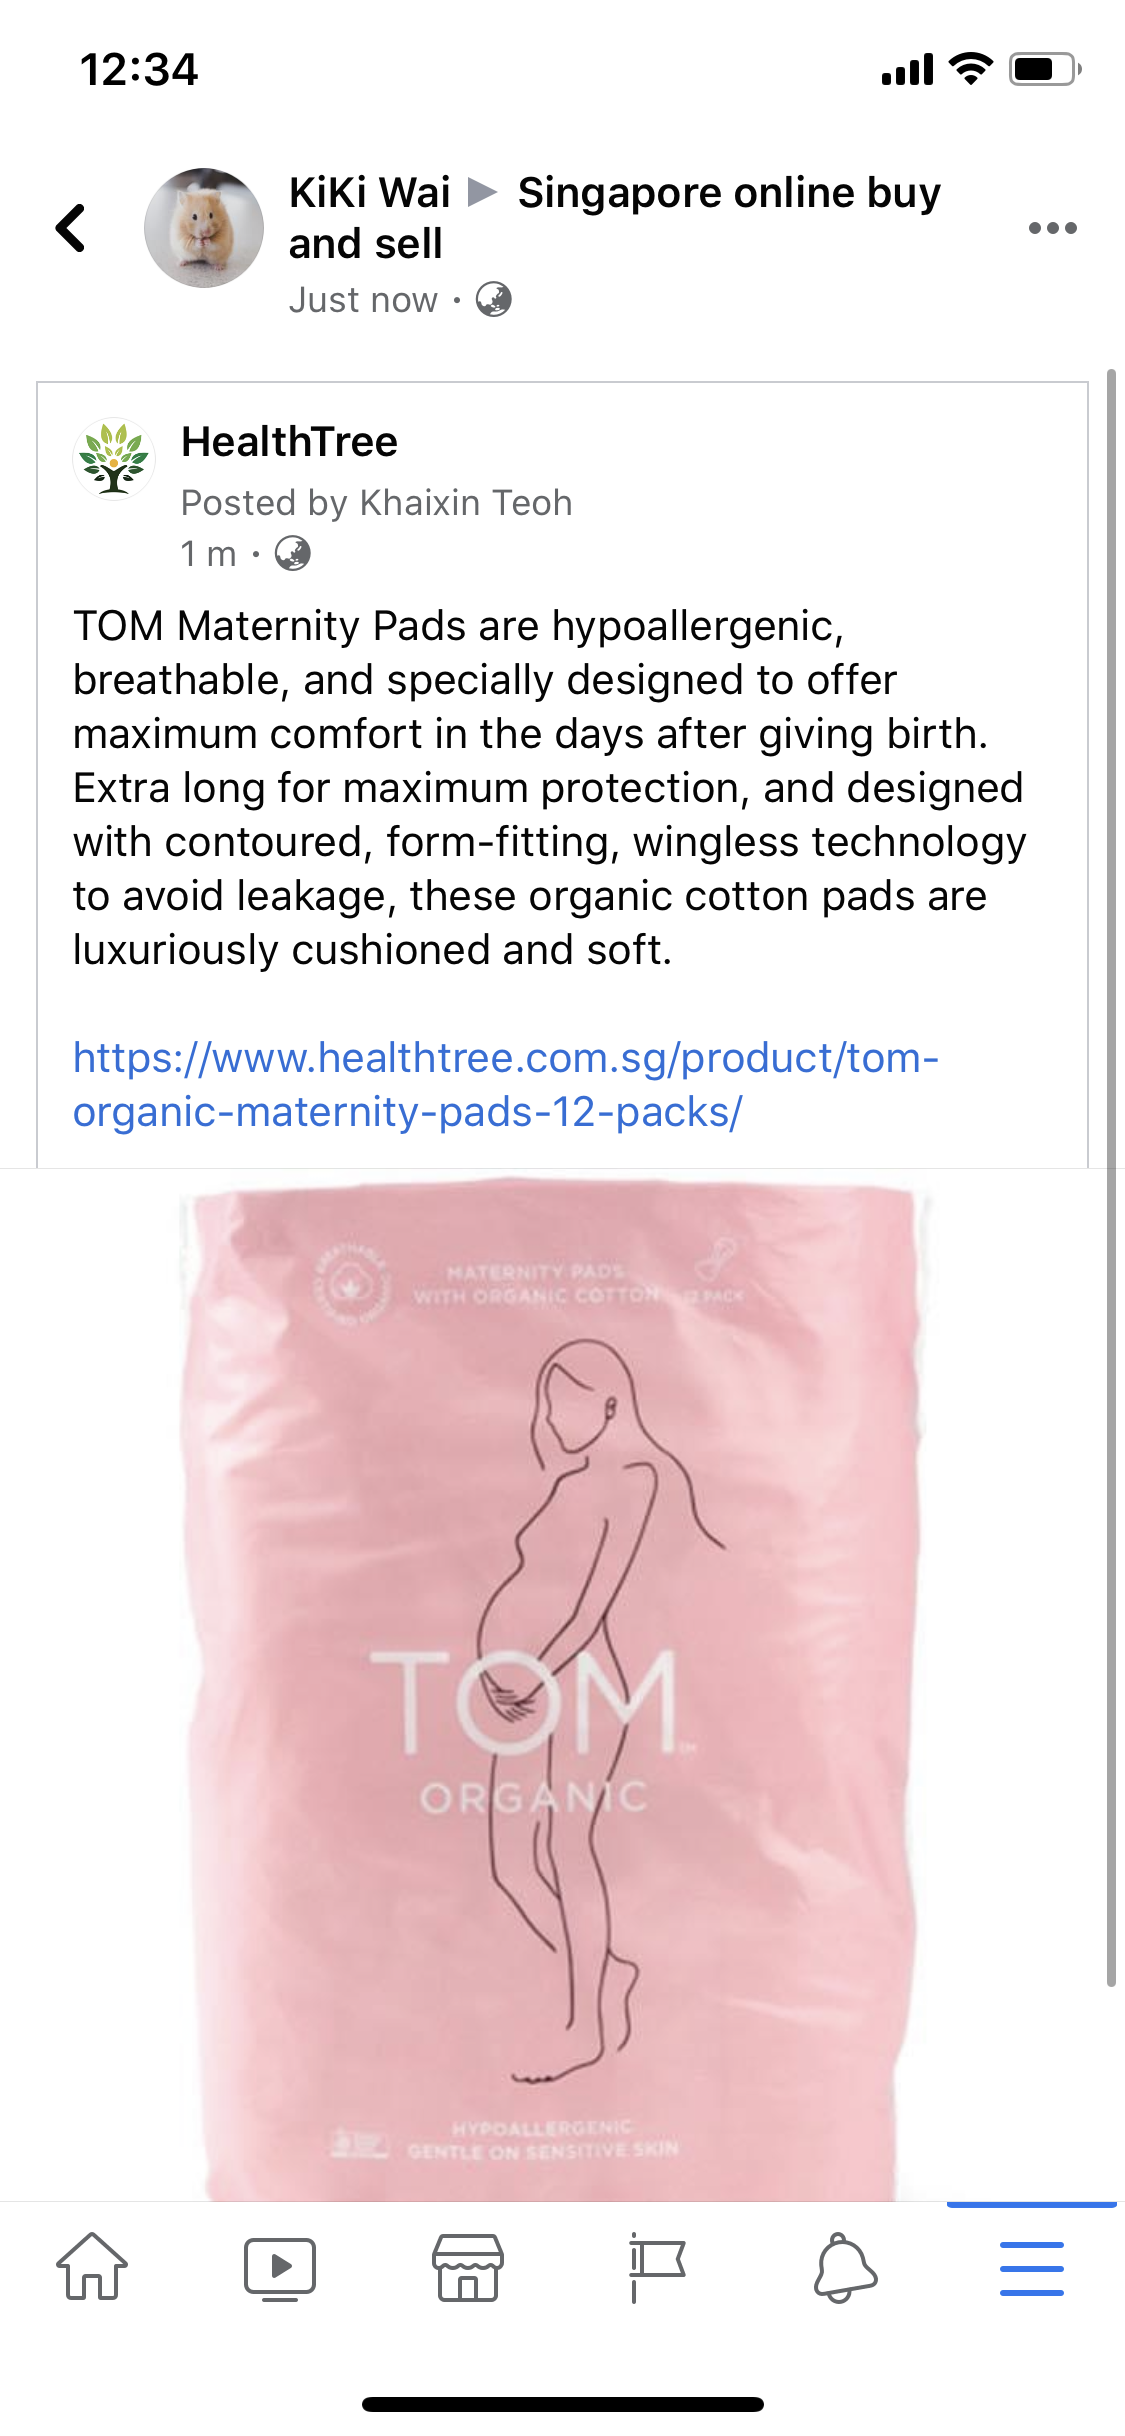 12:34
KiKi Wai ▶ Singapore online buy
and sell
Just now ·
HealthTree
Posted by Khaixin Teoh
1 m ·
TOM Maternity Pads are hypoallergenic,
breathable, and specially designed to offer
maximum comfort in the days after giving birth.
Extra long for maximum protection, and designed
with contoured, form-fitting, wingless technology
to avoid leakage, these organic cotton pads are
luxuriously cushioned and soft.
https://www.healthtree.com.sg/product/tom-
organic-maternity-pads-12-packs/
BREATHABLE
MATERNITY PADS
WITH ORGANIC COTTON
12 PACK
TOM™
ORGANIC
HYPOALLERGENIC
GENTLE ON SENSITIVE SKIN